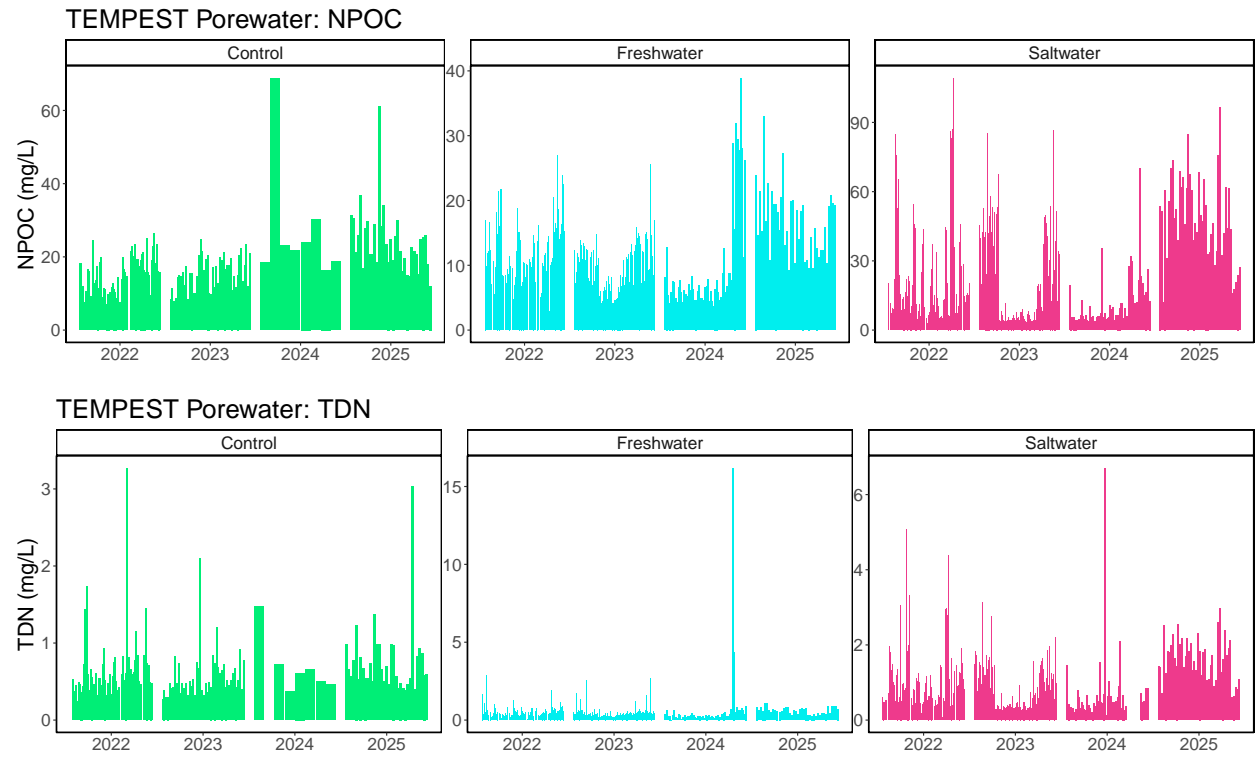 TEMPEST Porewater: NPOC
Control
Freshwater
Saltwater
NPOC (mg/L)
60
40
20
0
40
30
20
10
0
90
60
30
0
2022 2023 2024 2025
2022 2023 2024 2025
2022 2023 2024 2025
TEMPEST Porewater: TDN
Control
Freshwater
Saltwater
TDN (mg/L)
3
2
1
0
15
10
5
0
6
4
2
0
2022 2023 2024 2025
2022 2023 2024 2025
2022 2023 2024 2025